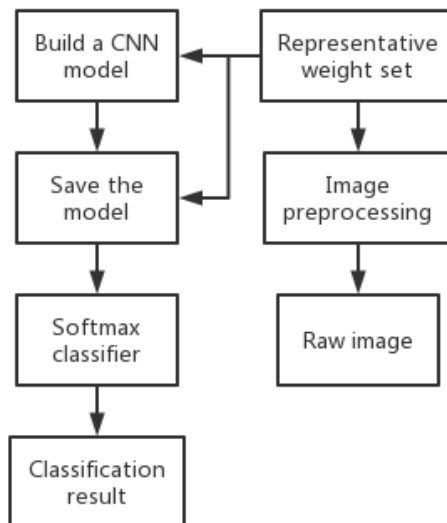 Build a CNN
model
Representative
weight set
Save the
model
Image
preprocessing
Softmax
classifier
Raw image
Classification
result